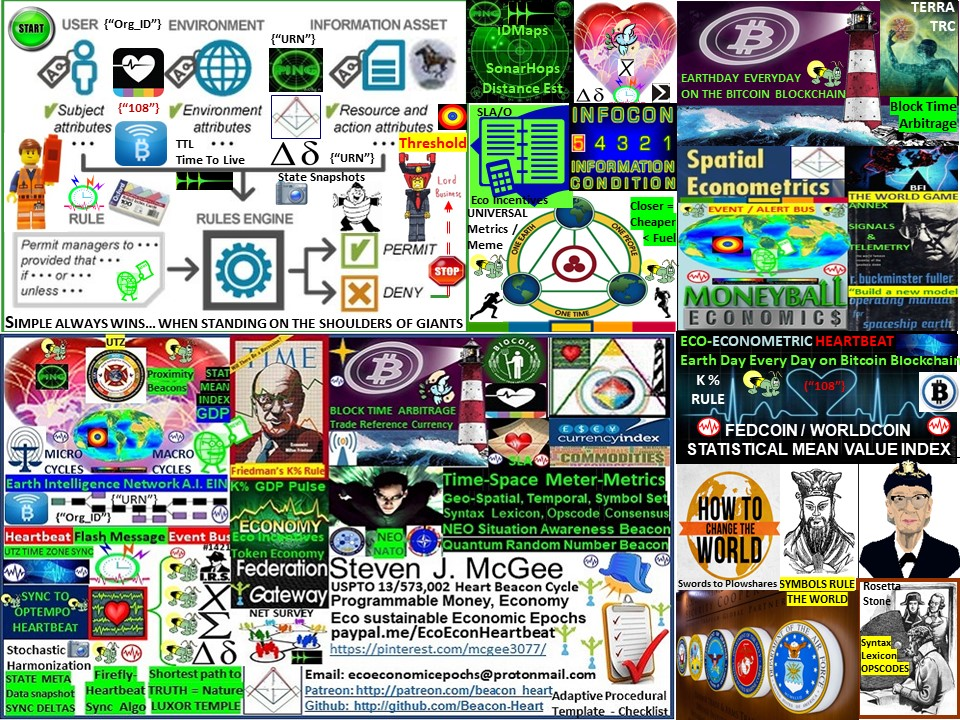 START
USER {"Org_ID"} ENVIRONMENT INFORMATION ASSET
{"URN"}
Subject attributes
{"108"}
Environment attributes
Resource and action attributes
TTL
Time To Live
{"URN"}
Threshold
State Snapshots
Lord Business
RULE
RULES ENGINE
Permit managers to • • •
provided that • • •
if • • • or • • •
unless • • •
PERMIT
DENY
STOP
SIMPLE ALWAYS WINS... WHEN STANDING ON THE SHOULDERS OF GIANTS
IDMaps
SonarHops
Distance Est
Δ δ
SLA/O
Eco Incentives
INFOCON
5 4 3 2 1
INFORMATION
CONDITION
UNIVERSAL
Metrics /
Meme
Closer =
Cheaper
< Fuel
ONE EARTH
ONE PEOPLE
ONE TIME
TERRA
TRC
EARTHDAY EVERYDAY
ON THE BITCOIN BLOCKCHAIN
Block Time
Arbitrage
Spatial
Econometrics
BFI
THE WORLD GAME
EVENT / ALERT BUS
ANNEX
SIGNALS
&
TELEMETRY
r. buckminster fuller
"Build a new model
operating manual
for
spaceship earth
MONEYBALL
ECONOMICS
UTZ
Proximity
Beacons
STAT
MEAN
INDEX
GDP
MICRO
CYCLES
MACRO
CYCLES
Earth Intelligence Network A.I. EIN
{"URN"}
{"Org_ID"}
Heartbeat Flash Message Event Bus
UTZ TIME ZONE SYNC
#1421
I.R.S.
SYNC TO
OPTEMPO
HEARTBEAT
Stochastic
Harmonization
Σ
Δ δ
STATE META
Data snapshot
SYNC DELTAS
Firefly-
Heartbeat
Sync Algo
Shortest path to
TRUTH = Nature
LUXOR TEMPLE
TIME
Friedman's K% Rule
K% GDP Pulse
ECONOMY
Eco Incentives
Token Economy
Federation
Gateway
NET SURVEY
BLOCK TIME ARBITRAGE
Trade Reference Currency
BIOCOIN
SLA
currencyindex
COMMODITIES
Time-Space Meter-Metrics
Geo-Spatial, Temporal, Symbol Set
Syntax Lexicon, Opscode Consensus
NEO Situation Awareness Beacon
Quantum Random Number Beacon
NEO
NATO
Steven J. McGee
USPTO 13/573,002 Heart Beacon Cycle
Programmable Money, Economy
Eco sustainable Economic Epochs
paypal.me/EcoEconHeartbeat
https://pinterest.com/mcgee3077/
Email: ecoeconomicepochs@protonmail.com
Patreon: http://patreon.com/beacon_heart
Github: http://github.com/Beacon-Heart
Adaptive Procedural
Template - Checklist
ECO-ECONOMETRIC HEARTBEAT
Earth Day Every Day on Bitcoin Blockchain
K %
RULE
{"108"}
FEDCOIN / WORLDCOIN
STATISTICAL MEAN VALUE INDEX
HOW TO
CHANGE THE
WORLD
Swords to Plowshares
SYMBOLS RULE
THE WORLD
Rosetta
Stone
Syntax
Lexicon
OPSCODES